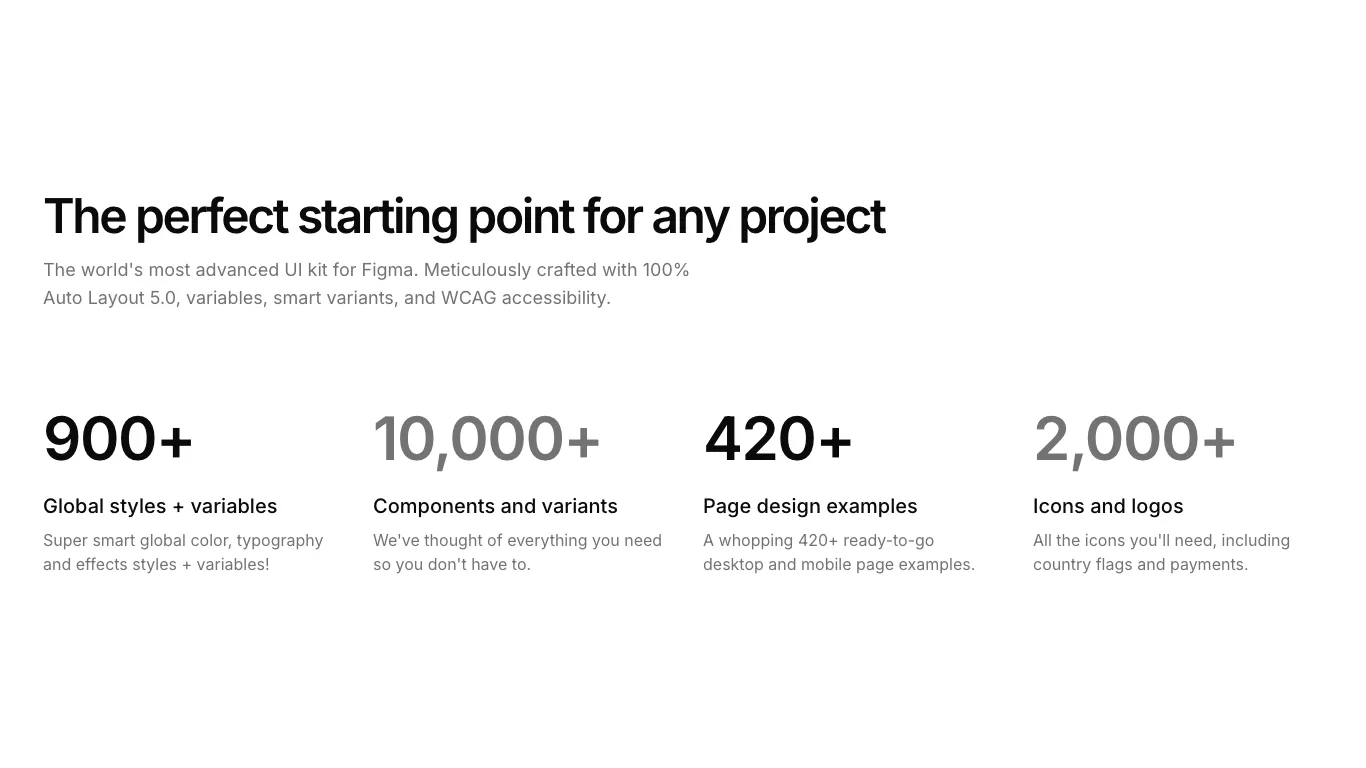 The perfect starting point for any project
The world's most advanced UI kit for Figma. Meticulously crafted with 100%
Auto Layout 5.0, variables, smart variants, and WCAG accessibility.
900+
Global styles + variables
Super smart global color, typography
and effects styles + variables!
10,000+
Components and variants
We've thought of everything you need
so you don't have to.
420+
Page design examples
A whopping 420+ ready-to-go
desktop and mobile page examples.
2,000+
Icons and logos
All the icons you'll need, including
country flags and payments.